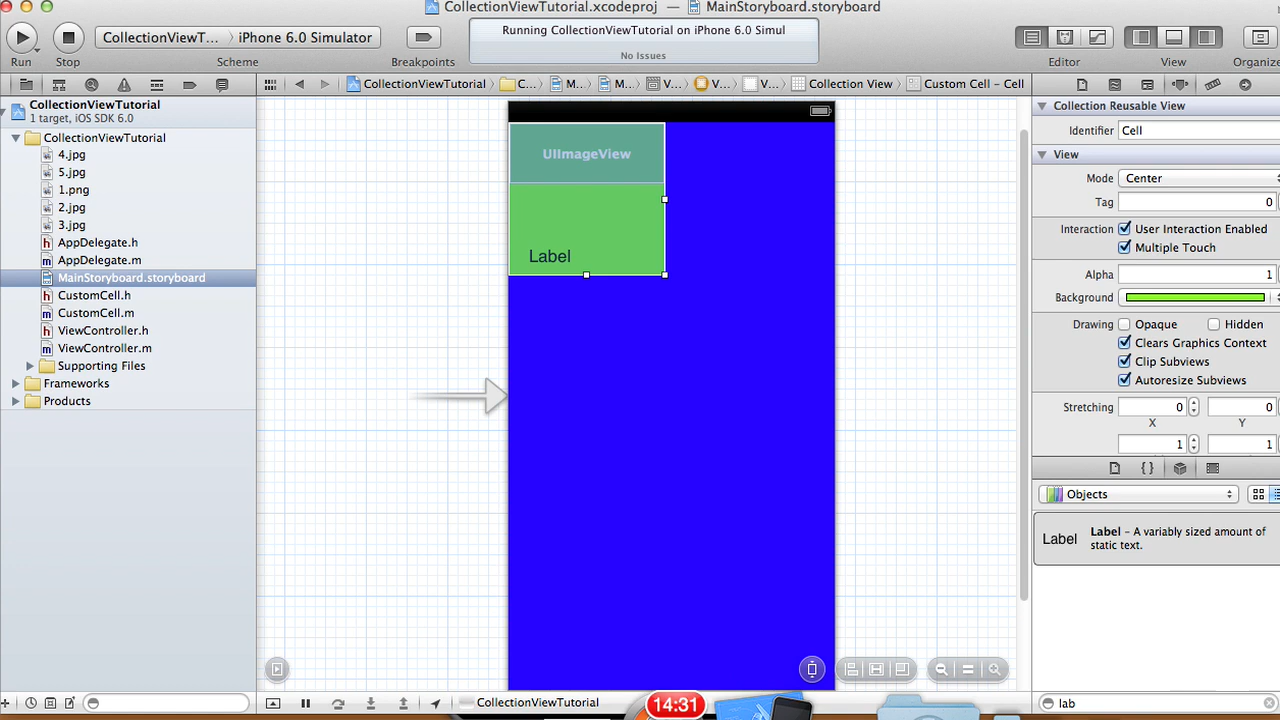 CollectionViewTutorial.xcodeproj — MainStoryboard.storyboard
CollectionViewT... iPhone 6.0 Simulator
Running CollectionViewTutorial on iPhone 6.0 Simul
No Issues
Run Stop Scheme Breakpoints Editor View Organize
CollectionViewTutorial C... M... M... V... V... V... Collection View Custom Cell – Cell
CollectionViewTutorial
1 target, iOS SDK 6.0
CollectionViewTutorial
4.jpg
5.jpg
1.png
2.jpg
3.jpg
AppDelegate.h
AppDelegate.m
MainStoryboard.storyboard
CustomCell.h
CustomCell.m
ViewController.h
ViewController.m
Supporting Files
Frameworks
Products
UIImageView
Label
Collection Reusable View
Identifier Cell
View
Mode Center
Tag 0
Interaction User Interaction Enabled
Multiple Touch
Alpha 1
Background
Drawing Opaque Hidden
Clears Graphics Context
Clip Subviews
Autoresize Subviews
Stretching 0 0
X Y
1 1
Objects
Label
Label – A variably sized amount of
static text.
CollectionViewTutorial
lab
14:31